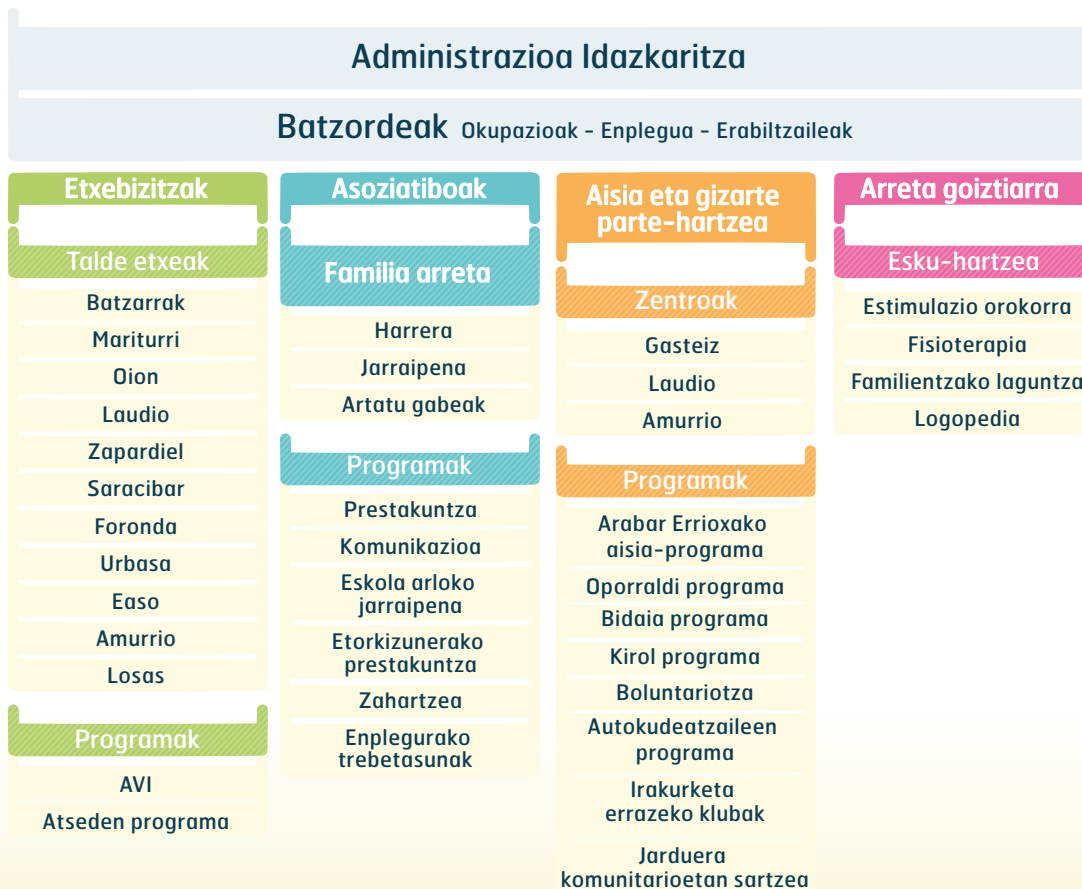 Administrazioa Idazkaritza
Batzordeak Okupazioak - Enplegua - Erabiltzaileak
Etxebizitzak
Talde etxeak
Batzarrak
Mariturri
Oion
Laudio
Zapardiel
Saracibar
Foronda
Urbasa
Easo
Amurrio
Losas
Programak
AVI
Atseden programa
Asoziatiboak
Familia arreta
Harrera
Jarraipena
Artatu gabeak
Programak
Prestakuntza
Komunikazioa
Eskola arloko
jarraipena
Etorkizunerako
prestakuntza
Zahartzea
Enplegurako
trebetasunak
Aisia eta gizarte
parte-hartzea
Zentroak
Gasteiz
Laudio
Amurrio
Programak
Arabar Errioxako
aisia-programa
Oporraldi programa
Bidaia programa
Kirol programa
Boluntariotza
Autokudeatzaileen
programa
Irakurketa
errazeko klubak
Jarduera
komunitarioetan sartzea
Arreta goiztiarra
Esku-hartzea
Estimulazio orokorra
Fisioterapia
Familientzako laguntza
Logopedia